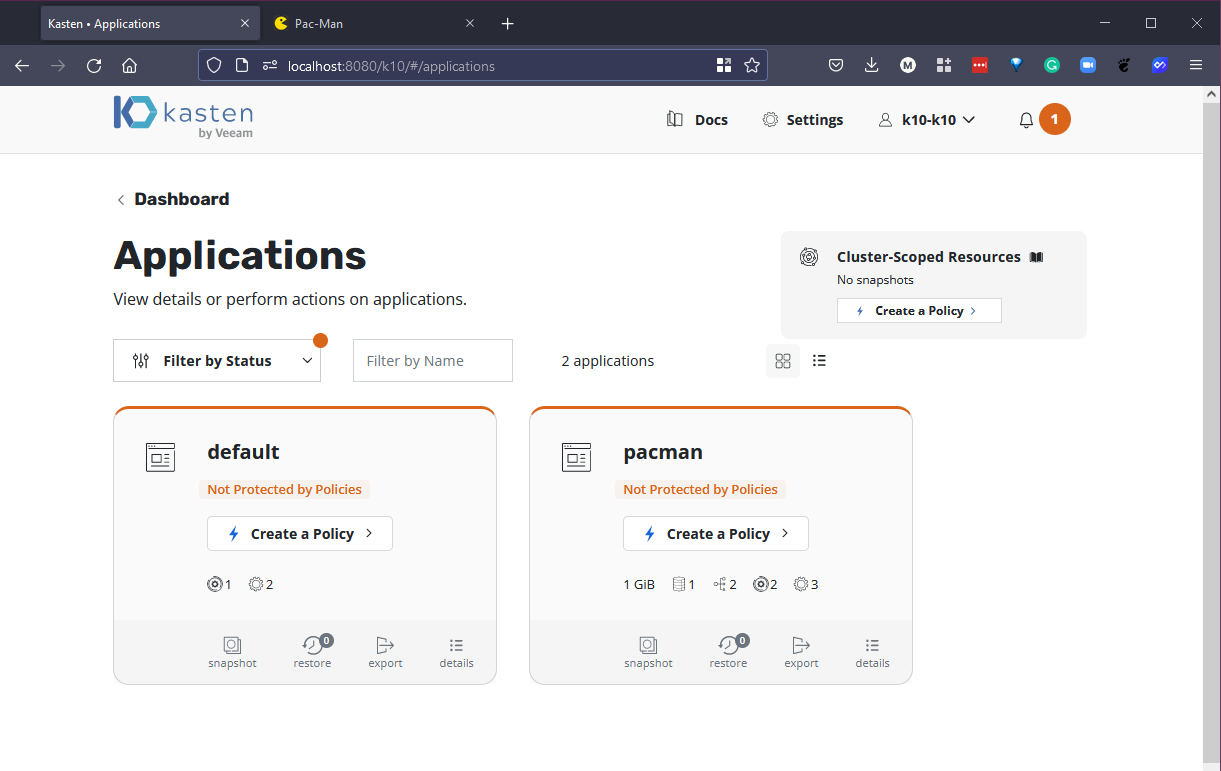 Kasten • Applications
Pac-Man
localhost:8080/k10/#/applications
kasten
by Veeam
Docs
Settings
k10-k10
1
Dashboard
Applications
View details or perform actions on applications.
Cluster-Scoped Resources
No snapshots
Create a Policy
Filter by Status
Filter by Name
2 applications
default
Not Protected by Policies
Create a Policy
1 2
snapshot
0
restore
export
details
pacman
Not Protected by Policies
Create a Policy
1 GiB 1 2 2 3
snapshot
0
restore
export
details